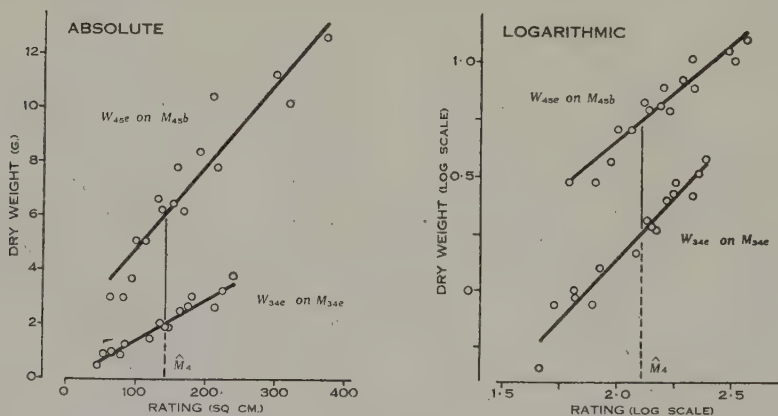 ABSOLUTE
12
10
8
6
4
2
0
DRY WEIGHT (G.)
W45e on M45b
W34e on M34e
M̂4
0
100
200
300
400
RATING (SQ CM.)
LOGARITHMIC
1·0
0·5
0
DRY WEIGHT (LOG SCALE)
W45e on M45b
W34e on M34e
M̂4
1·5
2·0
2·5
RATING (LOG SCALE)